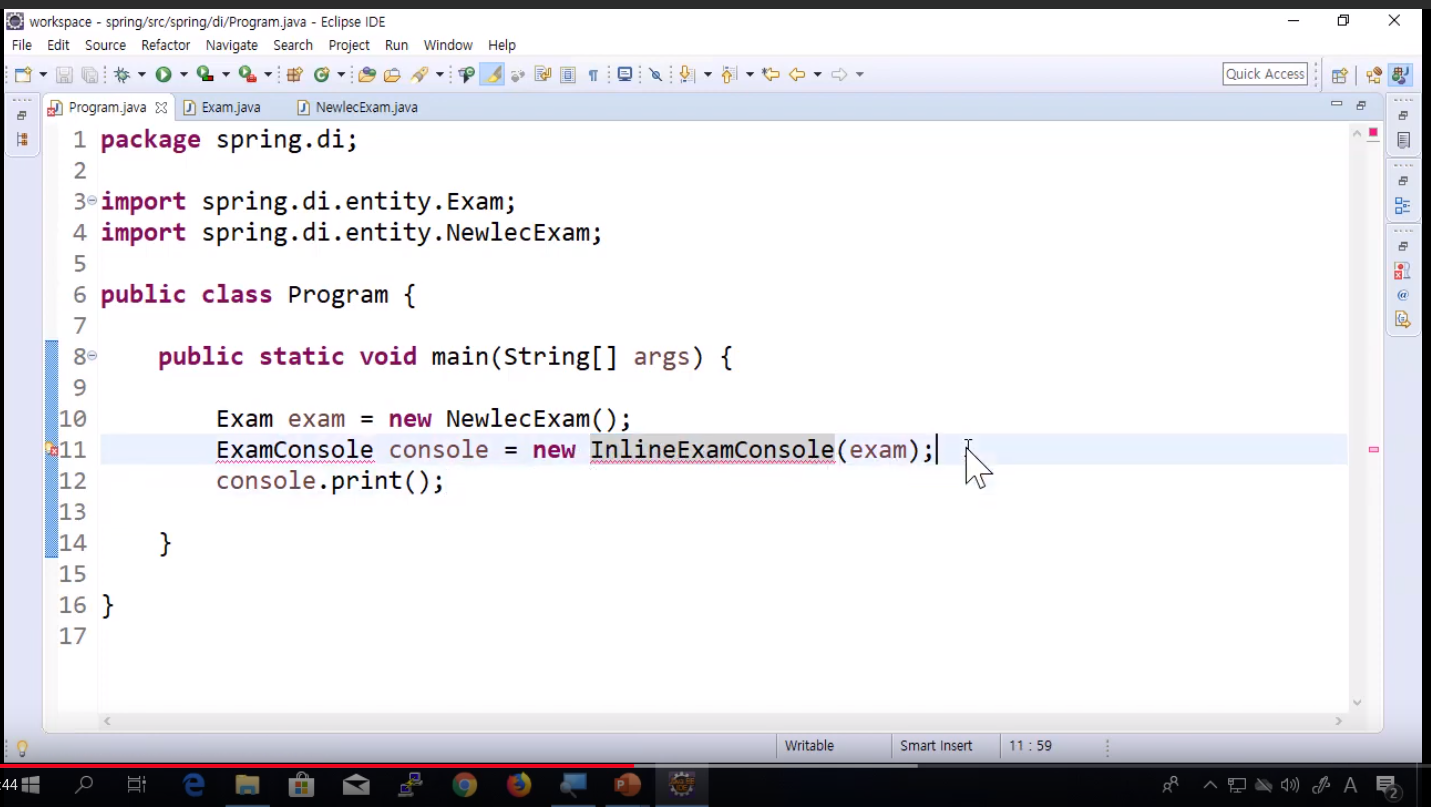 workspace - spring/src/spring/di/Program.java - Eclipse IDE
File Edit Source Refactor Navigate Search Project Run Window Help
Quick Access
Program.java Exam.java NewlecExam.java
1 package spring.di;
2
3 import spring.di.entity.Exam;
4 import spring.di.entity.NewlecExam;
5
6 public class Program {
7
8 public static void main(String[] args) {
9
10 Exam exam = new NewlecExam();
11 ExamConsole console = new InlineExamConsole(exam);
12 console.print();
13
14 }
15
16 }
17
Writable Smart Insert 11 : 59
:44 A 2